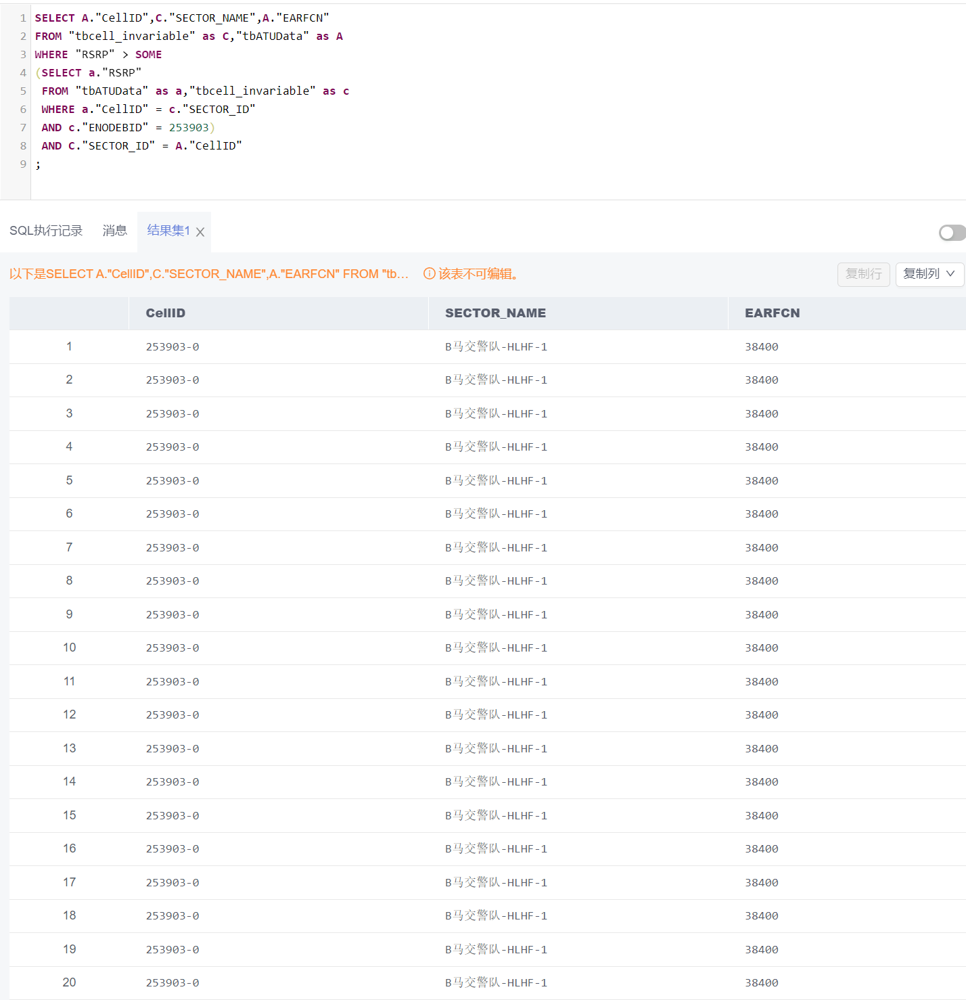 1 SELECT A."CellID",C."SECTOR_NAME",A."EARFCN"
2 FROM "tbcell_invariable" as C,"tbATUData" as A
3 WHERE "RSRP" > SOME
4 (SELECT a."RSRP"
5 FROM "tbATUData" as a,"tbcell_invariable" as c
6 WHERE a."CellID" = c."SECTOR_ID"
7 AND c."ENODEBID" = 253903)
8 AND C."SECTOR_ID" = A."CellID"
9 ;
SQL执行记录 消息 结果集1
以下是SELECT A."CellID",C."SECTOR_NAME",A."EARFCN" FROM "tb... 该表不可编辑。 复制行 复制列
CellID SECTOR_NAME EARFCN
1 253903-0 B马交警队-HLHF-1 38400
2 253903-0 B马交警队-HLHF-1 38400
3 253903-0 B马交警队-HLHF-1 38400
4 253903-0 B马交警队-HLHF-1 38400
5 253903-0 B马交警队-HLHF-1 38400
6 253903-0 B马交警队-HLHF-1 38400
7 253903-0 B马交警队-HLHF-1 38400
8 253903-0 B马交警队-HLHF-1 38400
9 253903-0 B马交警队-HLHF-1 38400
10 253903-0 B马交警队-HLHF-1 38400
11 253903-0 B马交警队-HLHF-1 38400
12 253903-0 B马交警队-HLHF-1 38400
13 253903-0 B马交警队-HLHF-1 38400
14 253903-0 B马交警队-HLHF-1 38400
15 253903-0 B马交警队-HLHF-1 38400
16 253903-0 B马交警队-HLHF-1 38400
17 253903-0 B马交警队-HLHF-1 38400
18 253903-0 B马交警队-HLHF-1 38400
19 253903-0 B马交警队-HLHF-1 38400
20 253903-0 B马交警队-HLHF-1 38400